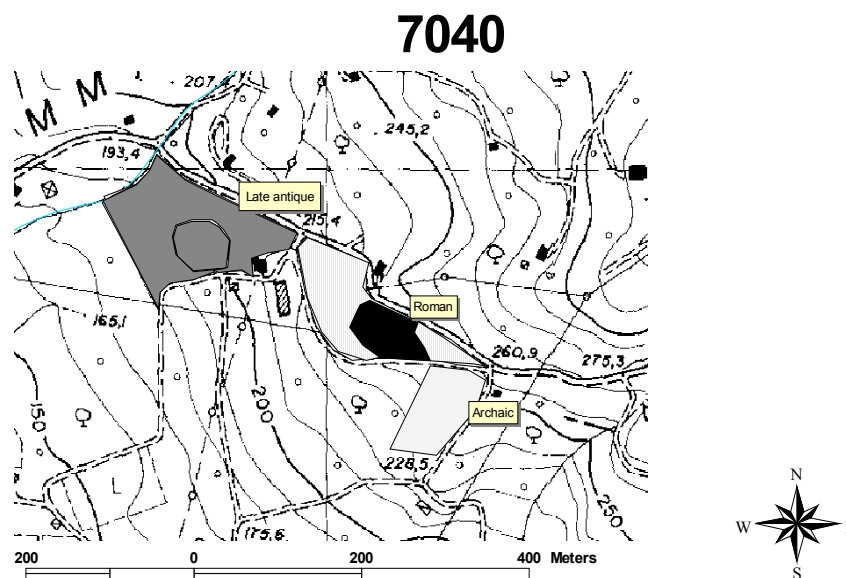 7040
M M
207,4
245,2
193,4
Late antique
215,4
Roman
165,1
260,9
275,3
200
150
Archaic
228,5
L
250
175,6
N
W
S
200 0 200 400 Meters